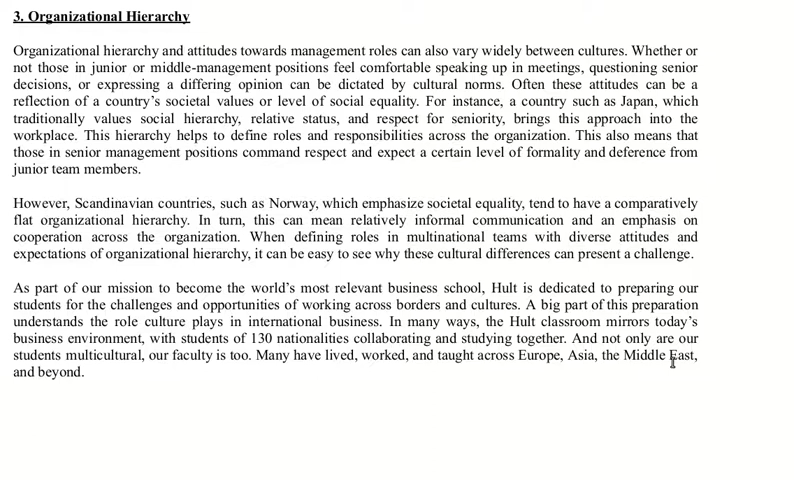 3. Organizational Hierarchy
Organizational hierarchy and attitudes towards management roles can also vary widely between cultures. Whether or
not those in junior or middle-management positions feel comfortable speaking up in meetings, questioning senior
decisions, or expressing a differing opinion can be dictated by cultural norms. Often these attitudes can be a
reflection of a country's societal values or level of social equality. For instance, a country such as Japan, which
traditionally values social hierarchy, relative status, and respect for seniority, brings this approach into the
workplace. This hierarchy helps to define roles and responsibilities across the organization. This also means that
those in senior management positions command respect and expect a certain level of formality and deference from
junior team members.
However, Scandinavian countries, such as Norway, which emphasize societal equality, tend to have a comparatively
flat organizational hierarchy. In turn, this can mean relatively informal communication and an emphasis on
cooperation across the organization. When defining roles in multinational teams with diverse attitudes and
expectations of organizational hierarchy, it can be easy to see why these cultural differences can present a challenge.
As part of our mission to become the world's most relevant business school, Hult is dedicated to preparing our
students for the challenges and opportunities of working across borders and cultures. A big part of this preparation
understands the role culture plays in international business. In many ways, the Hult classroom mirrors today's
business environment, with students of 130 nationalities collaborating and studying together. And not only are our
students multicultural, our faculty is too. Many have lived, worked, and taught across Europe, Asia, the Middle East,
and beyond.